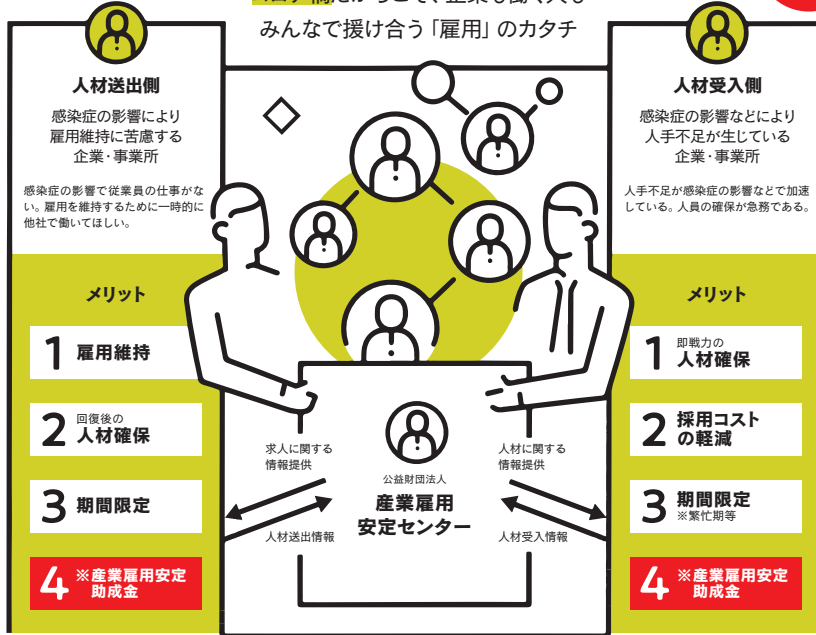 みんなで援け合う「雇用」のカタチ
人材送出側
感染症の影響により
雇用維持に苦慮する
企業・事業所
感染症の影響で従業員の仕事がな
い。雇用を維持するために一時的に
他社で働いてほしい。
メリット
1 雇用維持
2 回復後の
人材確保
3 期間限定
4 ※産業雇用安定
助成金
求人に関する
情報提供
人材送出情報
公益財団法人
産業雇用
安定センター
人材に関する
情報提供
人材受入情報
人材受入側
感染症の影響などにより
人手不足が生じている
企業・事業所
人手不足が感染症の影響などで加速
している。人員の確保が急務である。
メリット
1 即戦力の
人材確保
2 採用コスト
の軽減
3 期間限定
※繁忙期等
4 ※産業雇用安定
助成金